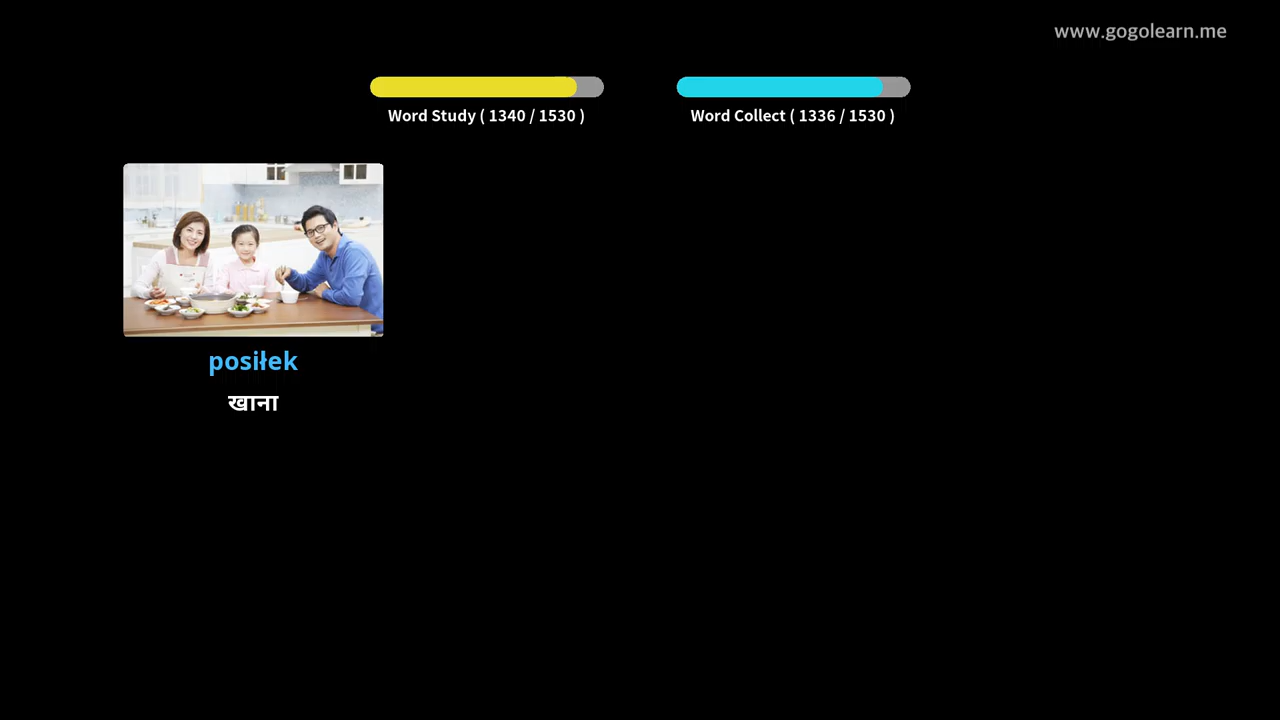 www.gogolearn.me
Word Study ( 1340 / 1530 )
Word Collect ( 1336 / 1530 )
posiłek
खाना